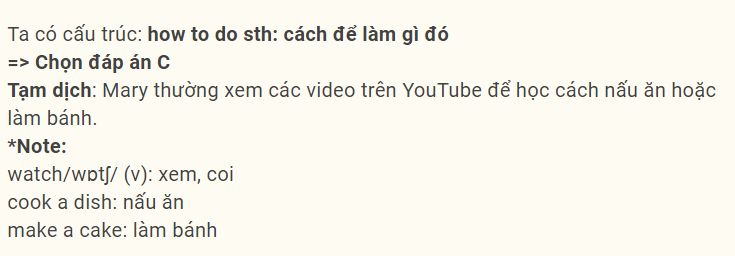 Ta có cấu trúc: how to do sth: cách để làm gì đó
=> Chọn đáp án C
Tạm dịch: Mary thường xem các video trên YouTube để học cách nấu ăn hoặc
làm bánh.
*Note:
watch/wɒtʃ/ (v): xem, coi
cook a dish: nấu ăn
make a cake: làm bánh